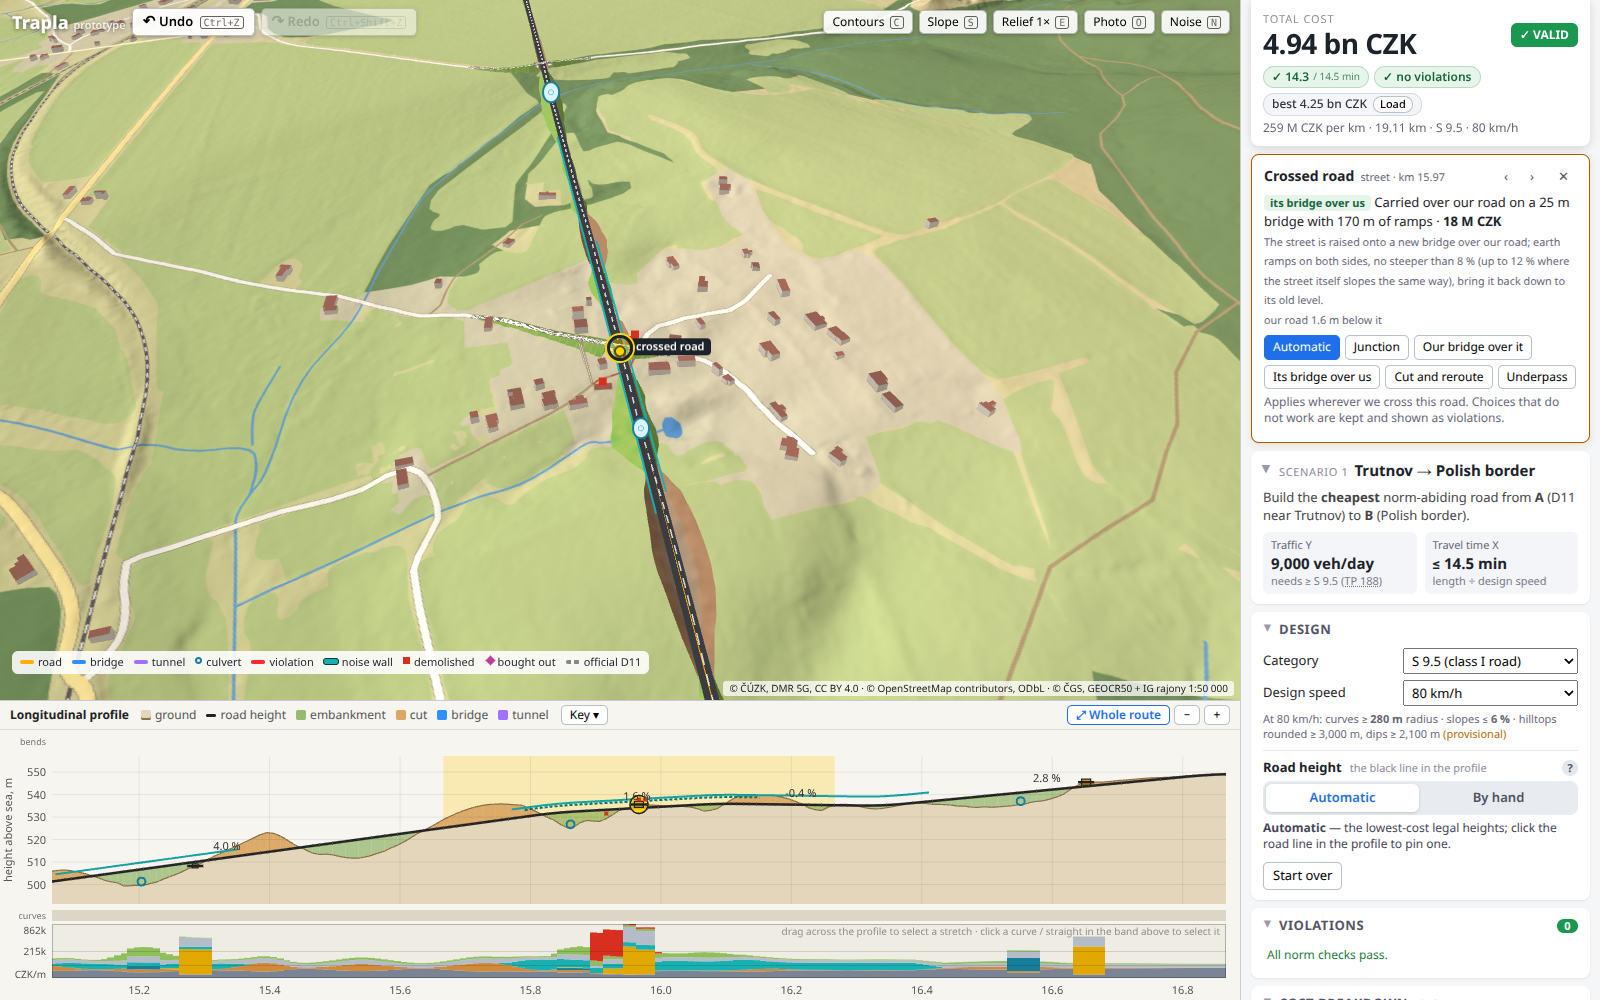 Trapla prototype
↶ Undo Ctrl+Z
↷ Redo Ctrl+Shift+Z
Contours C
Slope S
Relief 1× E
Photo O
Noise N
crossed road
road
bridge
tunnel
culvert
violation
noise wall
demolished
bought out
official D11
© ČÚZK, DMR 5G, CC BY 4.0 · © OpenStreetMap contributors, ODbL · © ČGS, GEOCR50 + IG rajony 1:50 000
Longitudinal profile
ground
road height
embankment
cut
bridge
tunnel
Key ▾
⤢ Whole route
−
+
bends
height above sea, m
550
540
530
520
510
500
4.0 %
1.6 %
-0.4 %
2.8 %
curves
862k
215k
CZK/m
drag across the profile to select a stretch · click a curve / straight in the band above to select it
15.2 15.4 15.6 15.8 16.0 16.2 16.4 16.6 16.8
TOTAL COST
4.94 bn CZK
✓ VALID
✓ 14.3 / 14.5 min
✓ no violations
best 4.25 bn CZK Load
259 M CZK per km · 19.11 km · S 9.5 · 80 km/h
Crossed road street · km 15.97 ‹ › ✕
its bridge over us Carried over our road on a 25 m
bridge with 170 m of ramps · 18 M CZK
The street is raised onto a new bridge over our road; earth
ramps on both sides, no steeper than 8 % (up to 12 % where
the street itself slopes the same way), bring it back down to
its old level.
our road 1.6 m below it
Automatic
Junction
Our bridge over it
Its bridge over us
Cut and reroute
Underpass
Applies wherever we cross this road. Choices that do
not work are kept and shown as violations.
▼ SCENARIO 1 Trutnov → Polish border
Build the cheapest norm-abiding road from A (D11
near Trutnov) to B (Polish border).
Traffic Y
9,000 veh/day
needs ≥ S 9.5 (TP 188)
Travel time X
≤ 14.5 min
length ÷ design speed
▼ DESIGN
Category S 9.5 (class I road)
Design speed 80 km/h
At 80 km/h: curves ≥ 280 m radius · slopes ≤ 6 % · hilltops
rounded ≥ 3,000 m, dips ≥ 2,100 m (provisional)
Road height the black line in the profile ?
Automatic
By hand
Automatic — the lowest-cost legal heights; click the
road line in the profile to pin one.
Start over
▼ VIOLATIONS 0
All norm checks pass.